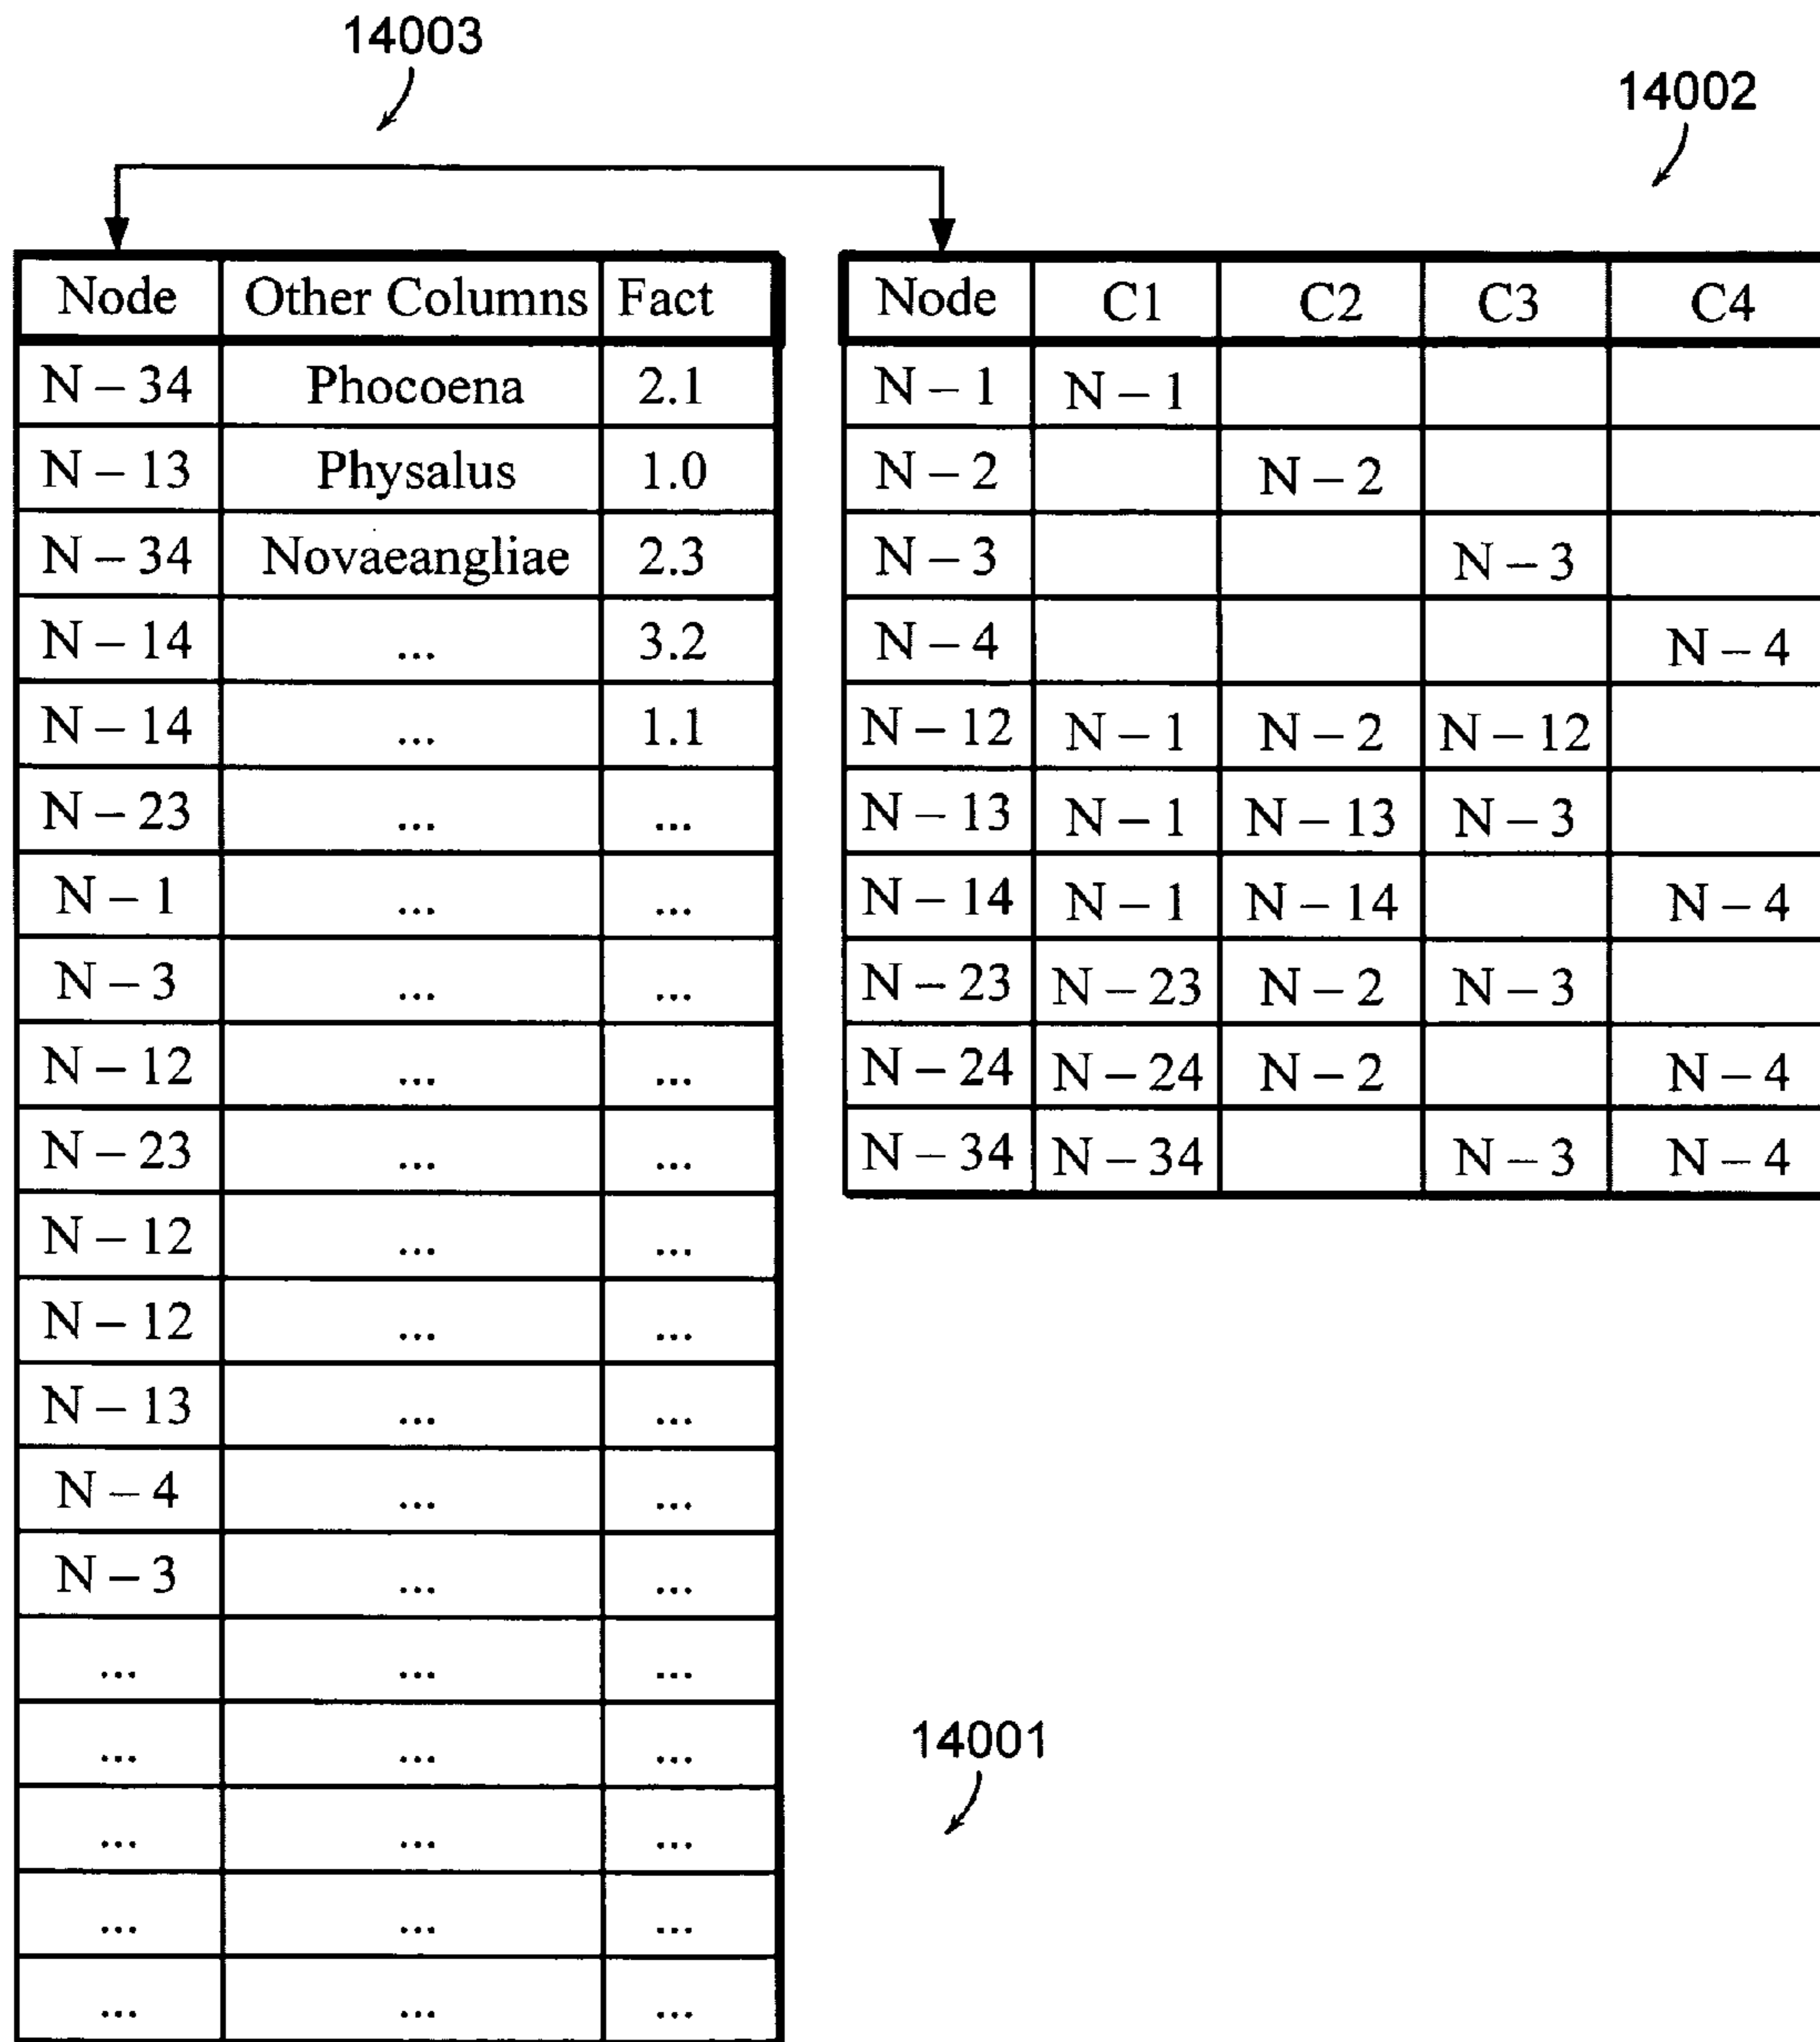 14003
14002
Node Other Columns Fact
N – 34 Phocoena 2.1
N – 13 Physalus 1.0
N – 34 Novaeangliae 2.3
N – 14 ... 3.2
N – 14 ... 1.1
N – 23 ... ...
N – 1 ... ...
N – 3 ... ...
N – 12 ... ...
N – 23 ... ...
N – 12 ... ...
N – 12 ... ...
N – 13 ... ...
N – 4 ... ...
N – 3 ... ...
... ... ...
... ... ...
... ... ...
... ... ...
... ... ...
Node C1 C2 C3 C4
N – 1 N – 1
N – 2 N – 2
N – 3 N – 3
N – 4 N – 4
N – 12 N – 1 N – 2 N – 12
N – 13 N – 1 N – 13 N – 3
N – 14 N – 1 N – 14 N – 4
N – 23 N – 23 N – 2 N – 3
N – 24 N – 24 N – 2 N – 4
N – 34 N – 34 N – 3 N – 4
14001